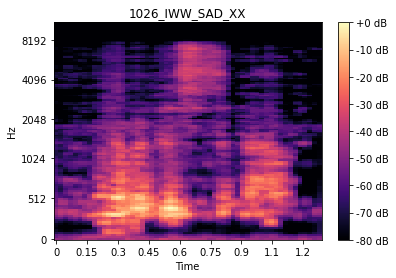 1026_IWW_SAD_XX
8192
4096
2048
1024
512
0
Hz
0 0.15 0.3 0.45 0.6 0.75 0.9 1.1 1.2
Time
+0 dB
-10 dB
-20 dB
-30 dB
-40 dB
-50 dB
-60 dB
-70 dB
-80 dB